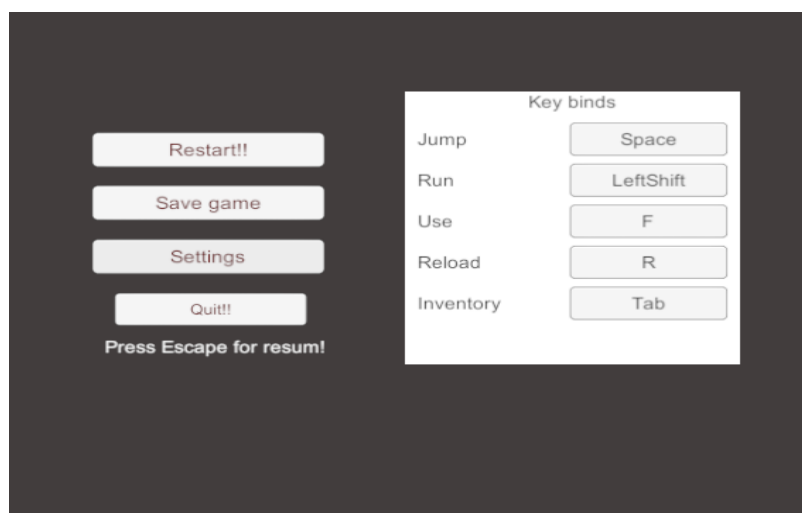 Restart!!
Save game
Settings
Quit!!
Press Escape for resum!
Key binds
Jump Space
Run LeftShift
Use F
Reload R
Inventory Tab